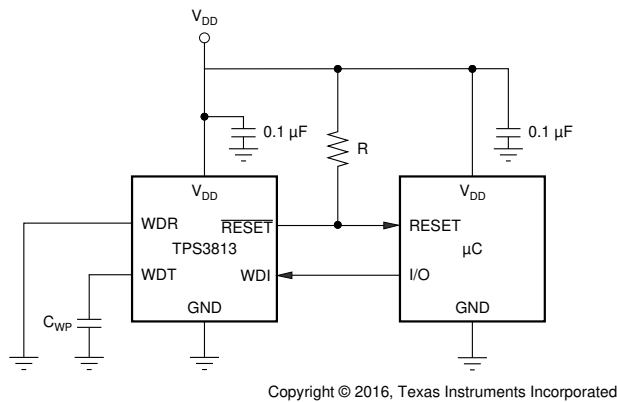 VDD
0.1 µF
R
0.1 µF
VDD
WDR
RESET
TPS3813
WDT
WDI
GND
CWP
VDD
RESET
µC
I/O
GND
Copyright © 2016, Texas Instruments Incorporated